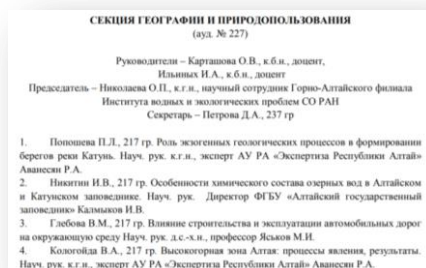 СЕКЦИЯ ГЕОГРАФИИ И ПРИРОДОПОЛЬЗОВАНИЯ
(ауд. № 227)
Руководители – Карташова О.В., к.б.н., доцент,
Ильиных И.А., к.б.н., доцент
Председатель – Николаева О.П., к.г.н., научный сотрудник Горно-Алтайского филиала
Института водных и экологических проблем СО РАН
Секретарь – Петрова Д.А., 237 гр
1. Попошева П.Л., 217 гр. Роль экзогенных геологических процессов в формировании
берегов реки Катунь. Науч. рук. к.г.н., эксперт АУ РА «Экспертиза Республики Алтай»
Аванесян Р.А.
2. Никитин И.В., 217 гр. Особенности химического состава озерных вод в Алтайском
и Катунском заповеднике. Науч. рук. Директор ФГБУ «Алтайский государственный
заповедник» Калмыков И.В.
3. Глебова В.М., 217 гр. Влияние строительства и эксплуатации автомобильных дорог
на окружающую среду Науч. рук. д.с.-х.н., профессор Яськов М.И.
4. Кологойда В.А., 217 гр. Высокогорная зона Алтая: процессы явления, результаты.
Науч. рук. к.г.н., эксперт АУ РА «Экспертиза Республики Алтай» Аванесян Р.А.